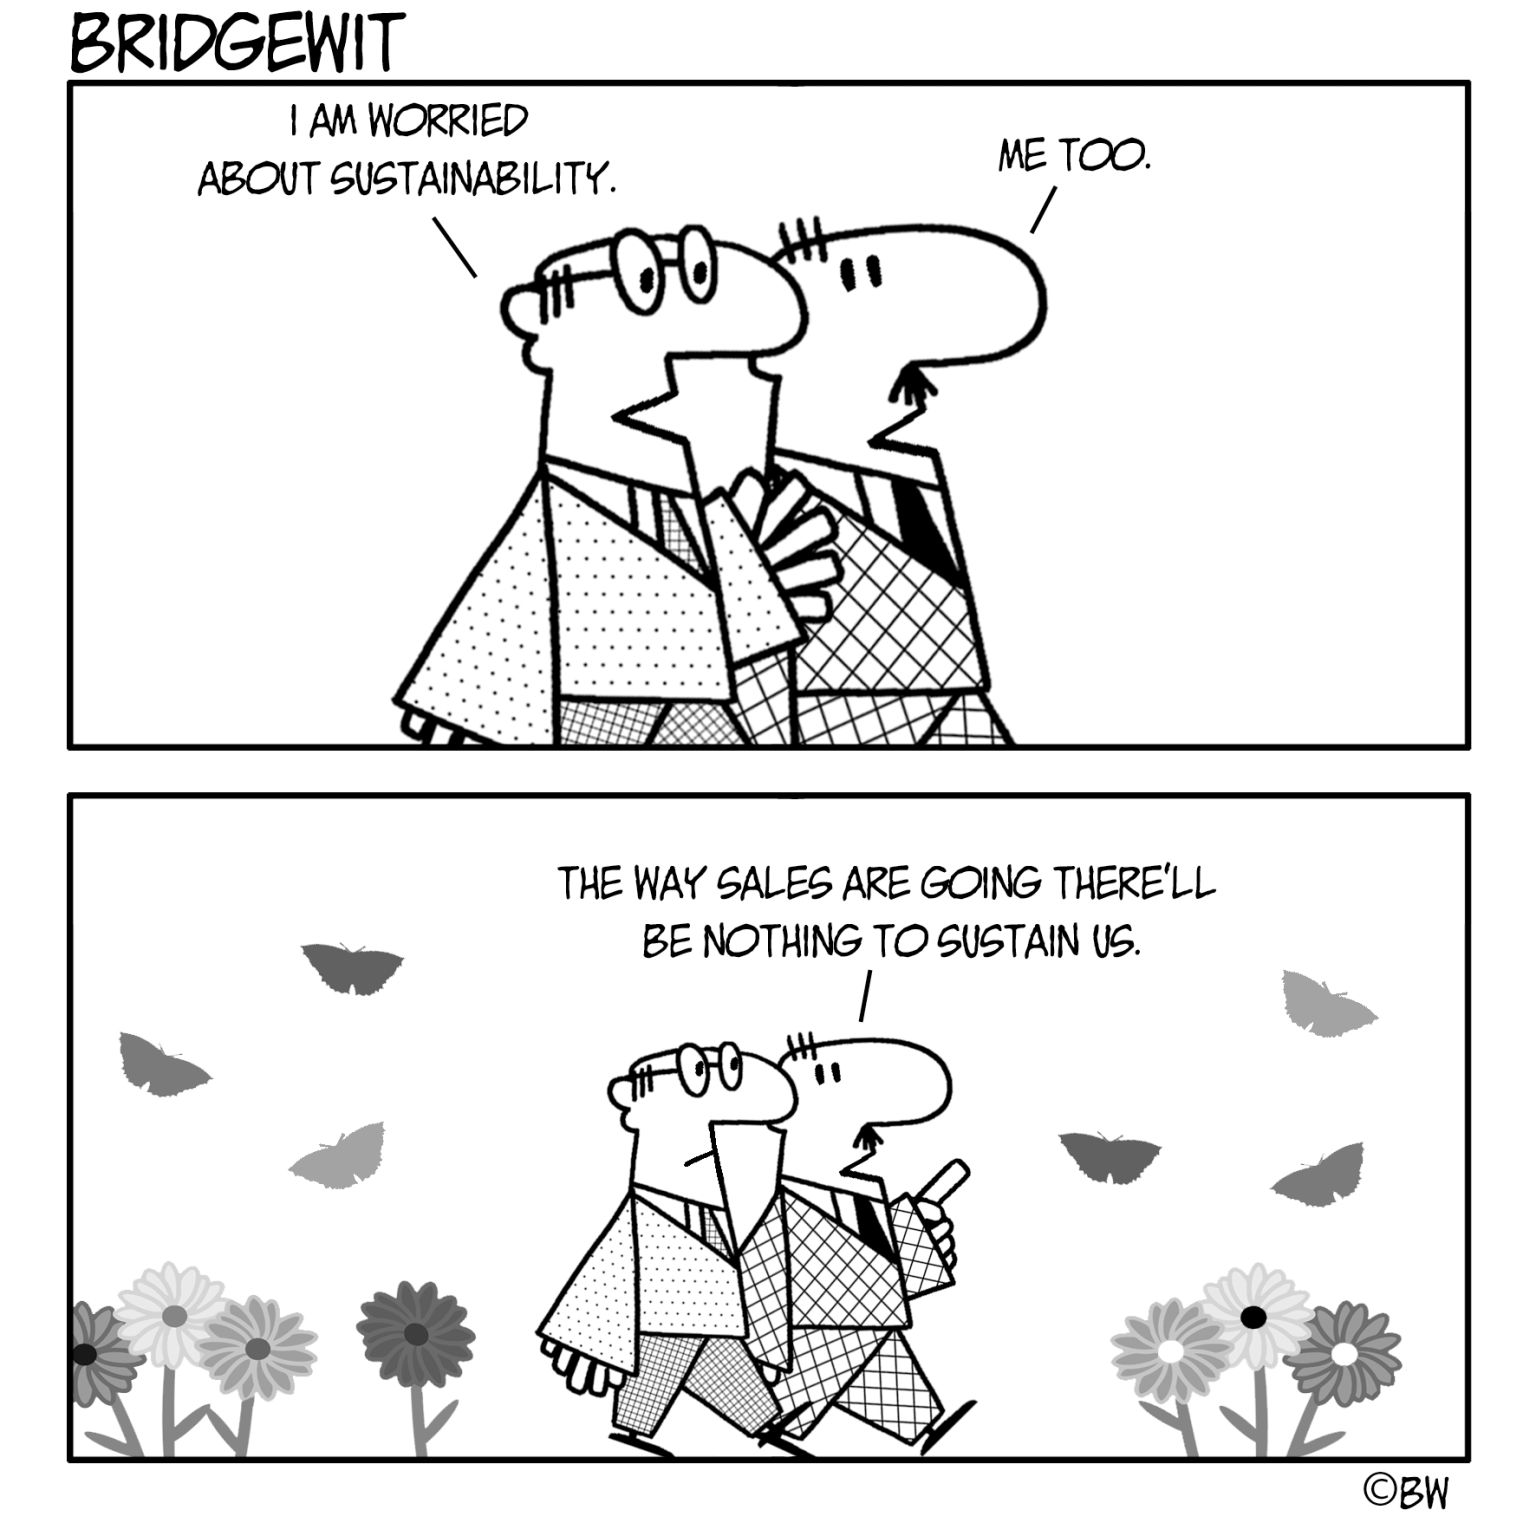 BRIDGEWIT
I AM WORRIED
ABOUT SUSTAINABILITY.
ME TOO.
THE WAY SALES ARE GOING THERE'LL
BE NOTHING TO SUSTAIN US.
©BW